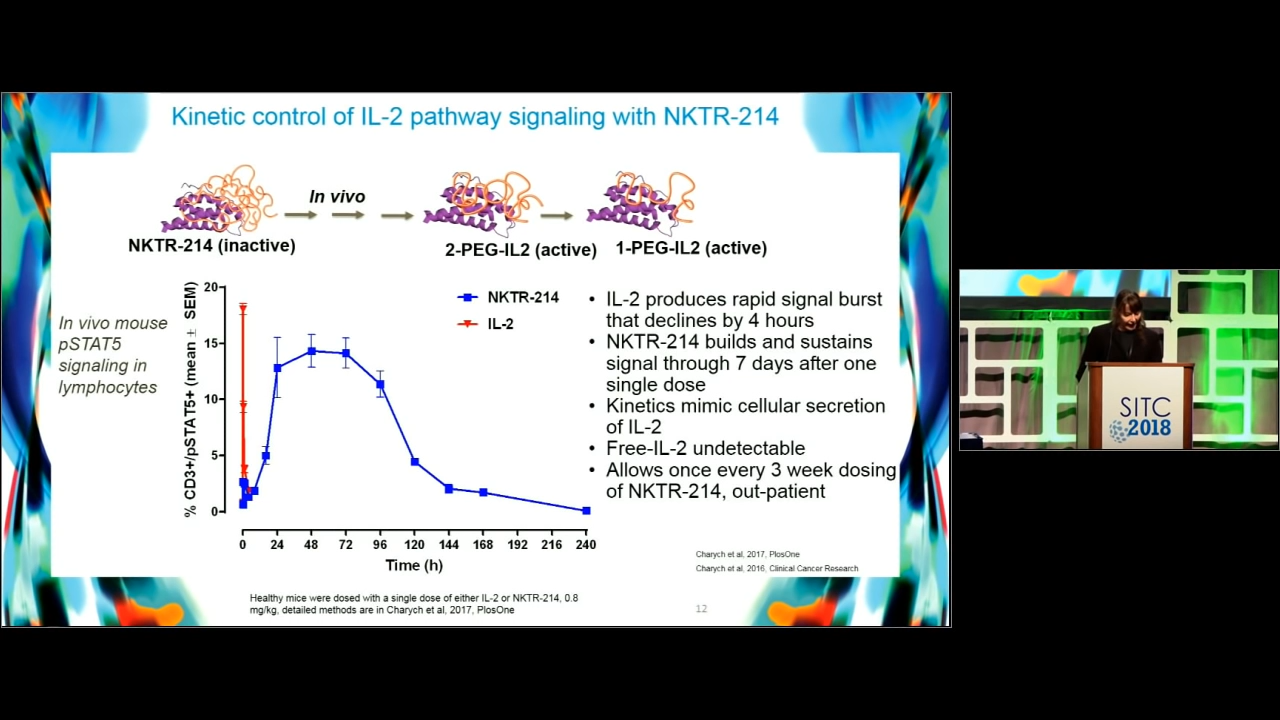 Kinetic control of IL-2 pathway signaling with NKTR-214
In vivo
NKTR-214 (inactive)
2-PEG-IL2 (active)
1-PEG-IL2 (active)
In vivo mouse
pSTAT5
signaling in
lymphocytes
% CD3+/pSTAT5+ (mean ± SEM)
20
15
10
5
0
NKTR-214
IL-2
0 24 48 72 96 120 144 168 192 216 240
Time (h)
• IL-2 produces rapid signal burst
that declines by 4 hours
• NKTR-214 builds and sustains
signal through 7 days after one
single dose
• Kinetics mimic cellular secretion
of IL-2
• Free-IL-2 undetectable
• Allows once every 3 week dosing
of NKTR-214, out-patient
Charych et al, 2017, PlosOne
Charych et al, 2016, Clinical Cancer Research
Healthy mice were dosed with a single dose of either IL-2 or NKTR-214, 0.8
mg/kg, detailed methods are in Charych et al, 2017, PlosOne
12
SITC
2018